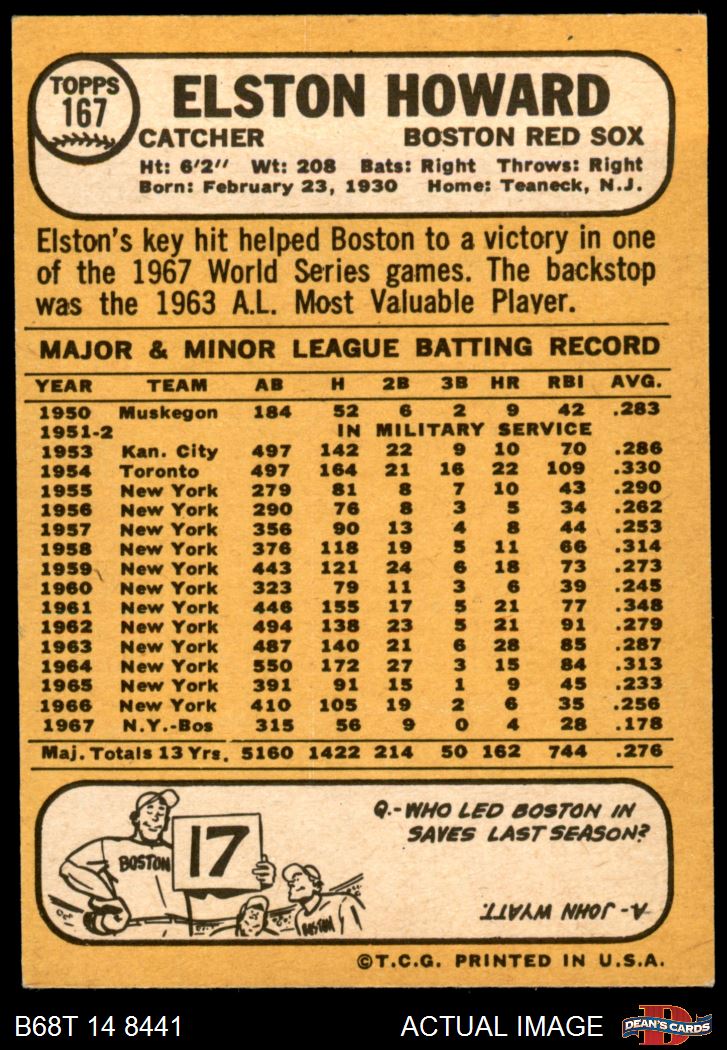 TOPPS
167
ELSTON HOWARD
CATCHER BOSTON RED SOX
Ht: 6'2" Wt: 208 Bats: Right Throws: Right
Born: February 23, 1930 Home: Teaneck, N.J.
Elston's key hit helped Boston to a victory in one
of the 1967 World Series games. The backstop
was the 1963 A.L. Most Valuable Player.
MAJOR & MINOR LEAGUE BATTING RECORD
YEAR TEAM AB H 2B 3B HR RBI AVG.
1950 Muskegon 184 52 6 2 9 42 .283
1951-2 IN MILITARY SERVICE
1953 Kan. City 497 142 22 9 10 70 .286
1954 Toronto 497 164 21 16 22 109 .330
1955 New York 279 81 8 7 10 43 .290
1956 New York 290 76 8 3 5 34 .262
1957 New York 356 90 13 4 8 44 .253
1958 New York 376 118 19 5 11 66 .314
1959 New York 443 121 24 6 18 73 .273
1960 New York 323 79 11 3 6 39 .245
1961 New York 446 155 17 5 21 77 .348
1962 New York 494 138 23 5 21 91 .279
1963 New York 487 140 21 6 28 85 .287
1964 New York 550 172 27 3 15 84 .313
1965 New York 391 91 15 1 9 45 .233
1966 New York 410 105 19 2 6 35 .256
1967 N.Y.-Bos 315 56 9 0 4 28 .178
Maj. Totals 13 Yrs. 5160 1422 214 50 162 744 .276
BOSTON
17
BOSTON
Q.-WHO LED BOSTON IN
SAVES LAST SEASON?
A- JOHN WYATT.
©T.C.G. PRINTED IN U.S.A.
B68T 14 8441 ACTUAL IMAGE
D
DEAN'S CARDS